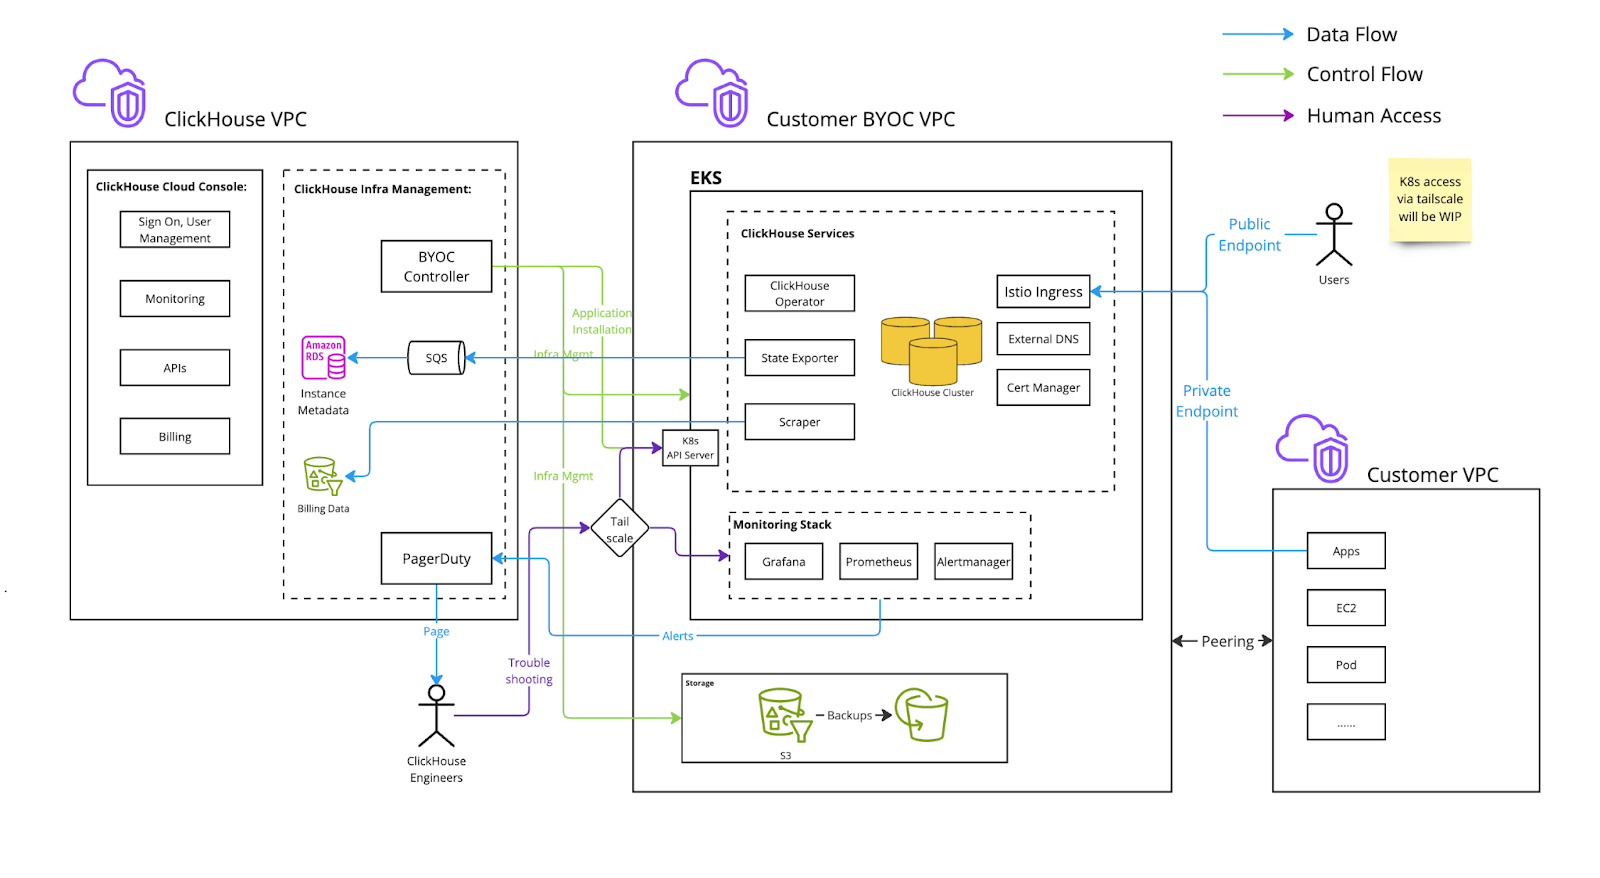 Data Flow
Control Flow
Human Access
ClickHouse VPC
Customer BYOC VPC
K8s access
via tailscale
will be WIP
ClickHouse Cloud Console:
Sign On, User
Management
Monitoring
APIs
Billing
ClickHouse Infra Management:
BYOC
Controller
Amazon
RDS
Instance
Metadata
SQS
Billing Data
PagerDuty
Page
ClickHouse
Engineers
Trouble
shooting
Application
Installation
Infra Mgmt
Infra Mgmt
Tail
scale
K8s
API Server
EKS
ClickHouse Services
ClickHouse
Operator
State Exporter
Scraper
ClickHouse Cluster
Istio Ingress
External DNS
Cert Manager
Monitoring Stack
Grafana
Prometheus
Alertmanager
Alerts
Storage
S3
Backups
Public
Endpoint
Users
Private
Endpoint
Peering
Customer VPC
Apps
EC2
Pod
......